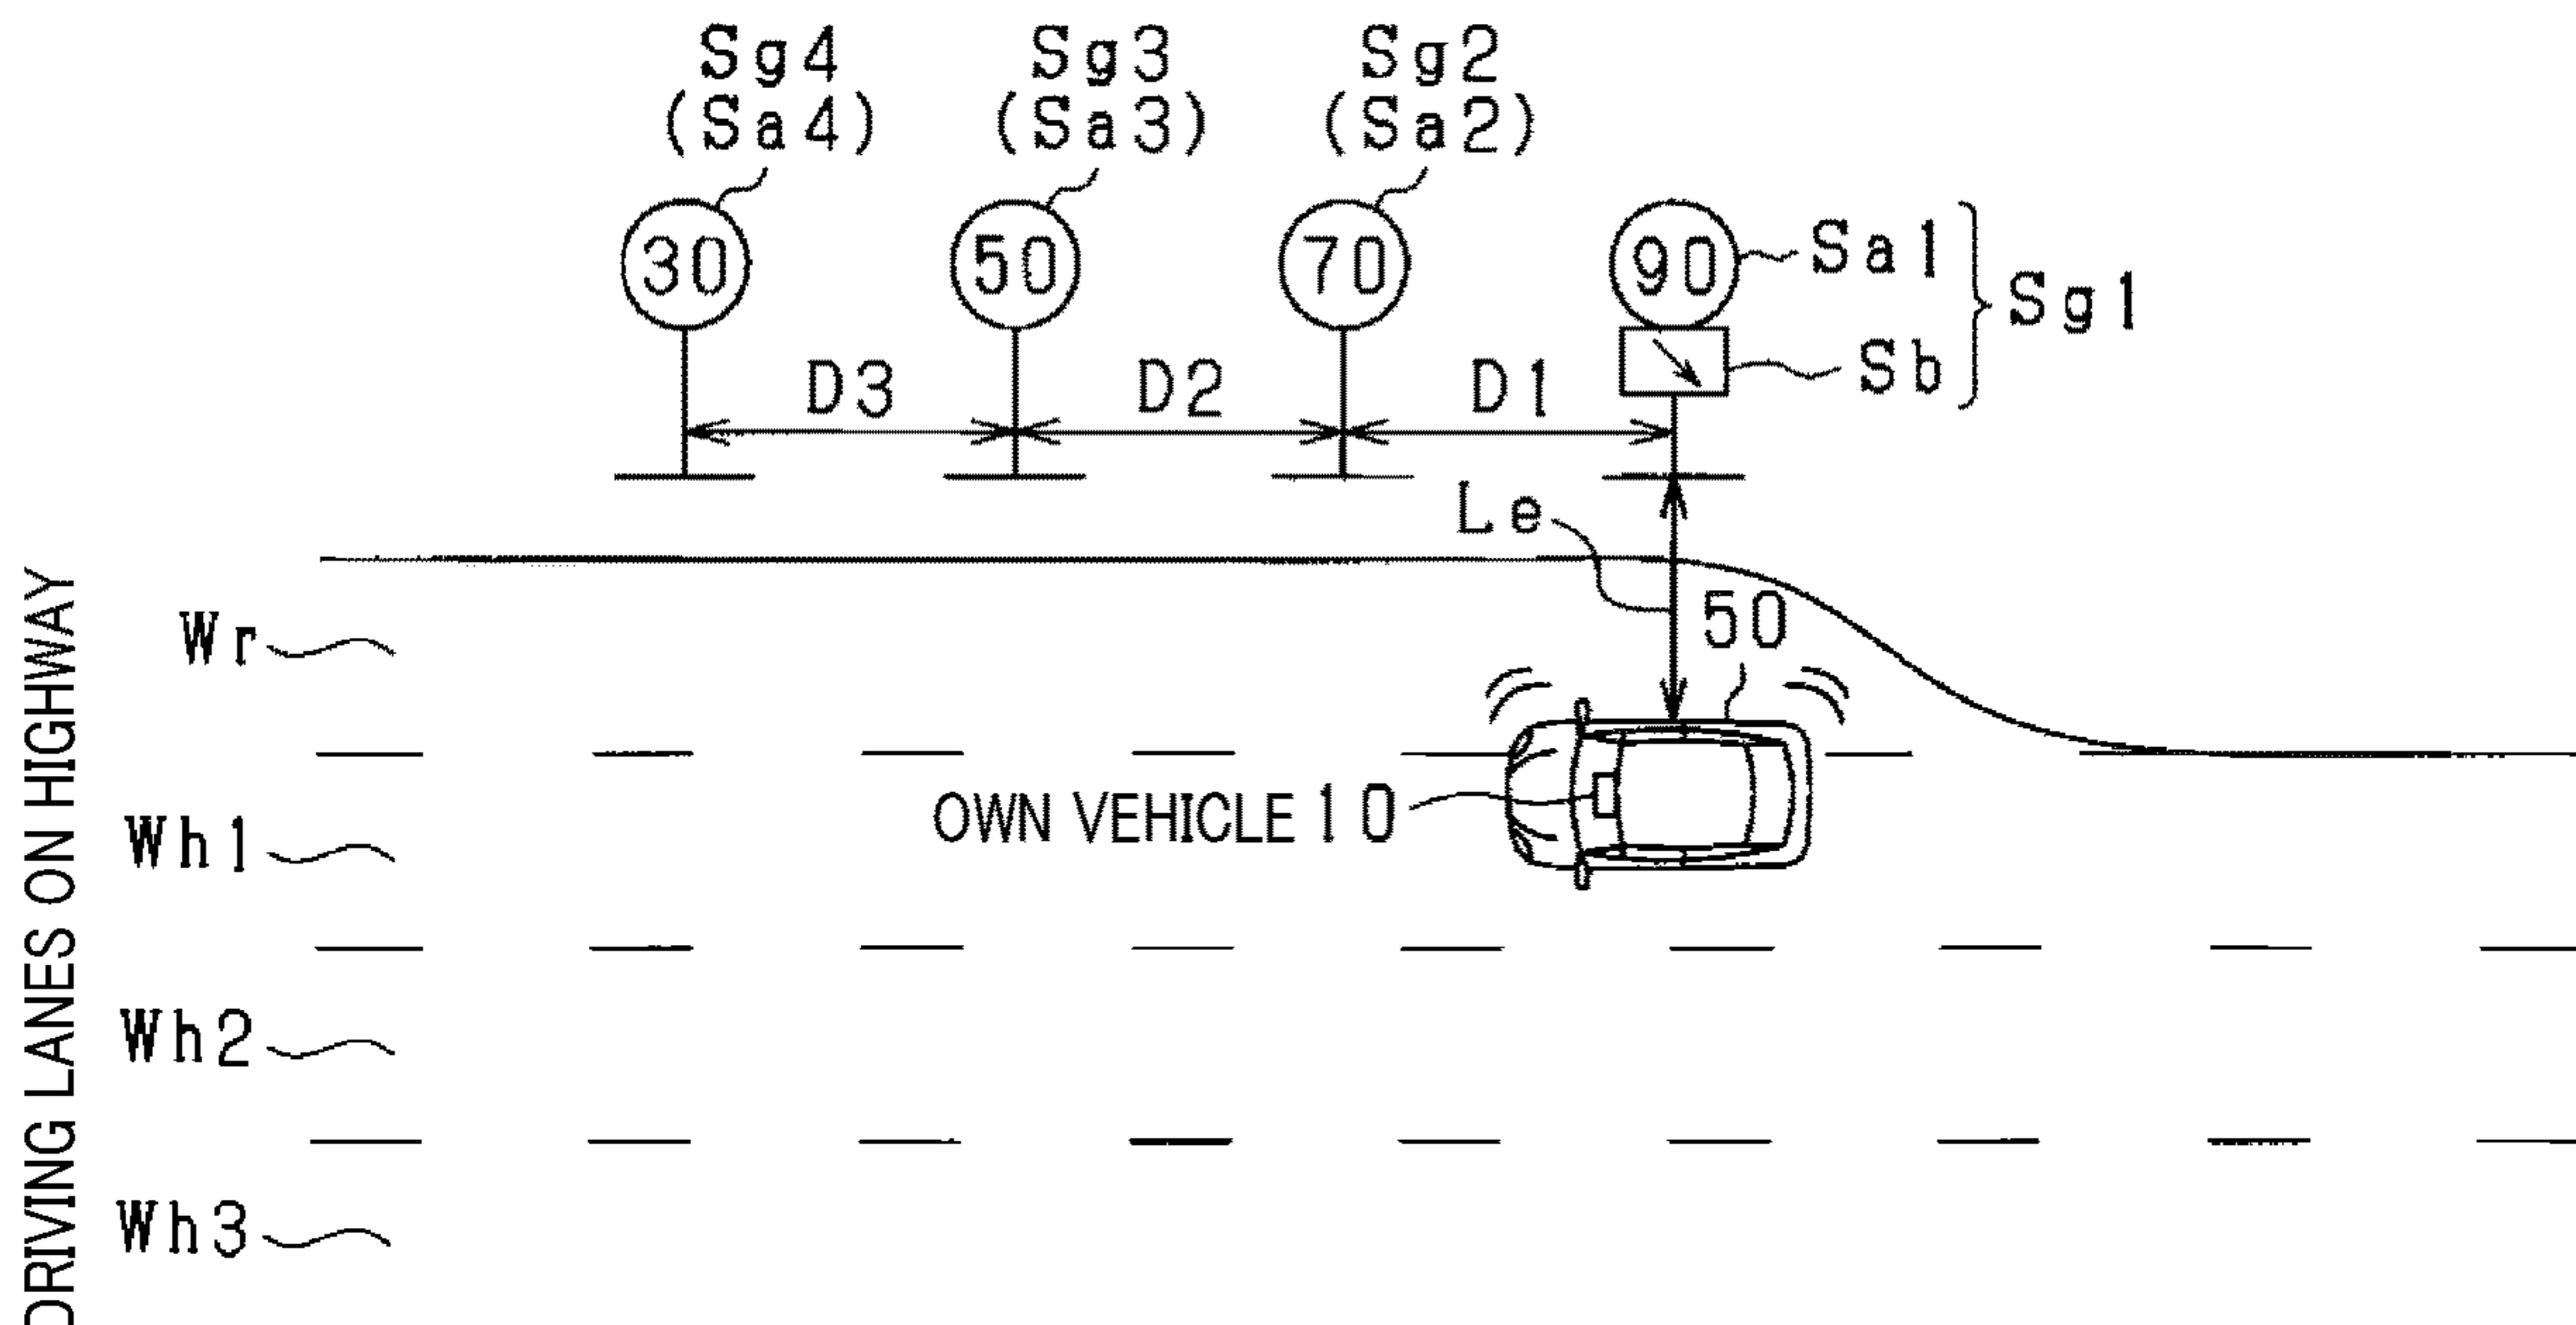 Sg4 Sg3 Sg2
(Sa4) (Sa3) (Sa2)
30 50 70 90 Sa1
Sg1
D3 D2 D1 Sb
Le
50
Wr
OWN VEHICLE 10
Wh1
Wh2
Wh3
DRIVING LANES ON HIGHWAY